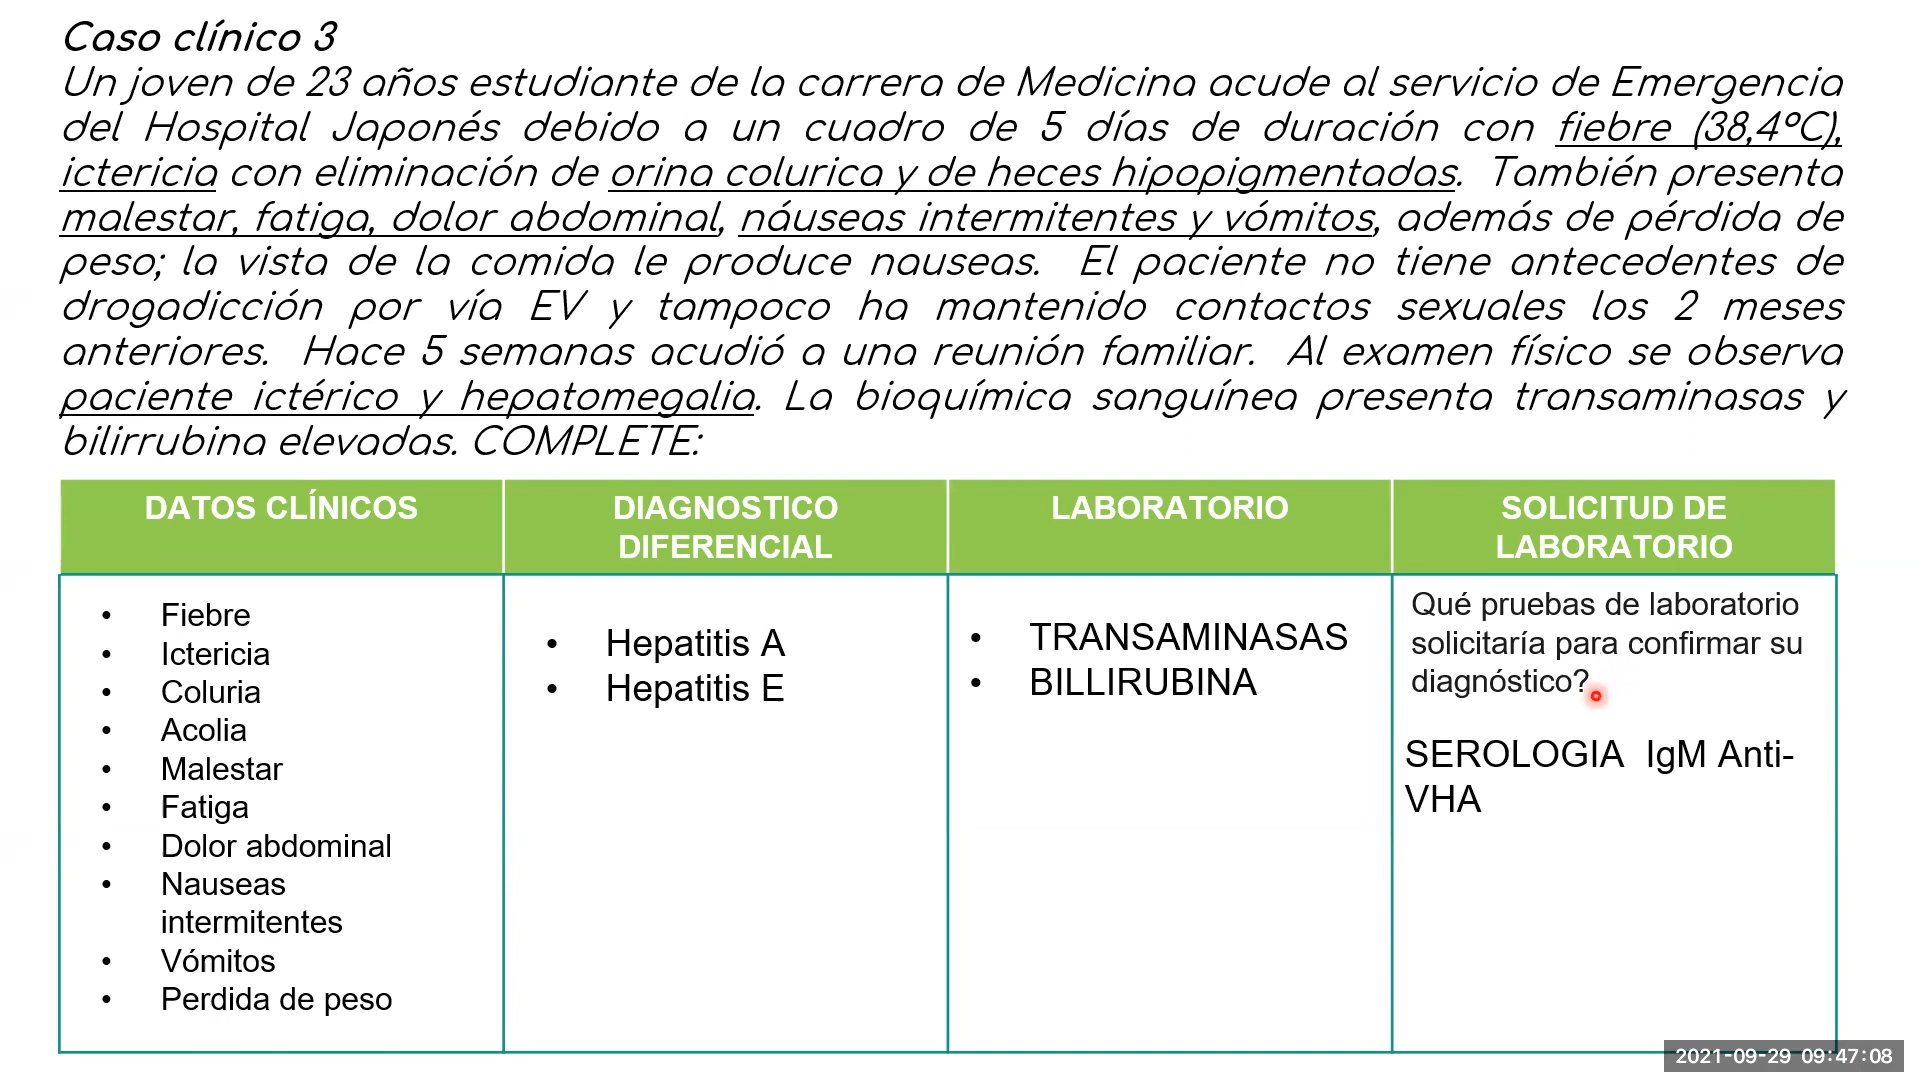 Caso clínico 3
Un joven de 23 años estudiante de la carrera de Medicina acude al servicio de Emergencia
del Hospital Japonés debido a un cuadro de 5 días de duración con fiebre (38,4°C),
ictericia con eliminación de orina colurica y de heces hipopigmentadas. También presenta
malestar, fatiga, dolor abdominal, náuseas intermitentes y vómitos, además de pérdida de
peso; la vista de la comida le produce nauseas. El paciente no tiene antecedentes de
drogadicción por vía EV y tampoco ha mantenido contactos sexuales los 2 meses
anteriores. Hace 5 semanas acudió a una reunión familiar. Al examen físico se observa
paciente ictérico y hepatomegalia. La bioquímica sanguínea presenta transaminasas y
bilirrubina elevadas. COMPLETE:
DATOS CLÍNICOS
DIAGNOSTICO
DIFERENCIAL
LABORATORIO
SOLICITUD DE
LABORATORIO
• Fiebre
• Ictericia
• Coluria
• Acolia
• Malestar
• Fatiga
• Dolor abdominal
• Nauseas
intermitentes
• Vómitos
• Perdida de peso
• Hepatitis A
• Hepatitis E
• TRANSAMINASAS
• BILLIRUBINA
Qué pruebas de laboratorio
solicitaría para confirmar su
diagnóstico?
SEROLOGIA IgM Anti-
VHA
2021-09-29 09:47:08